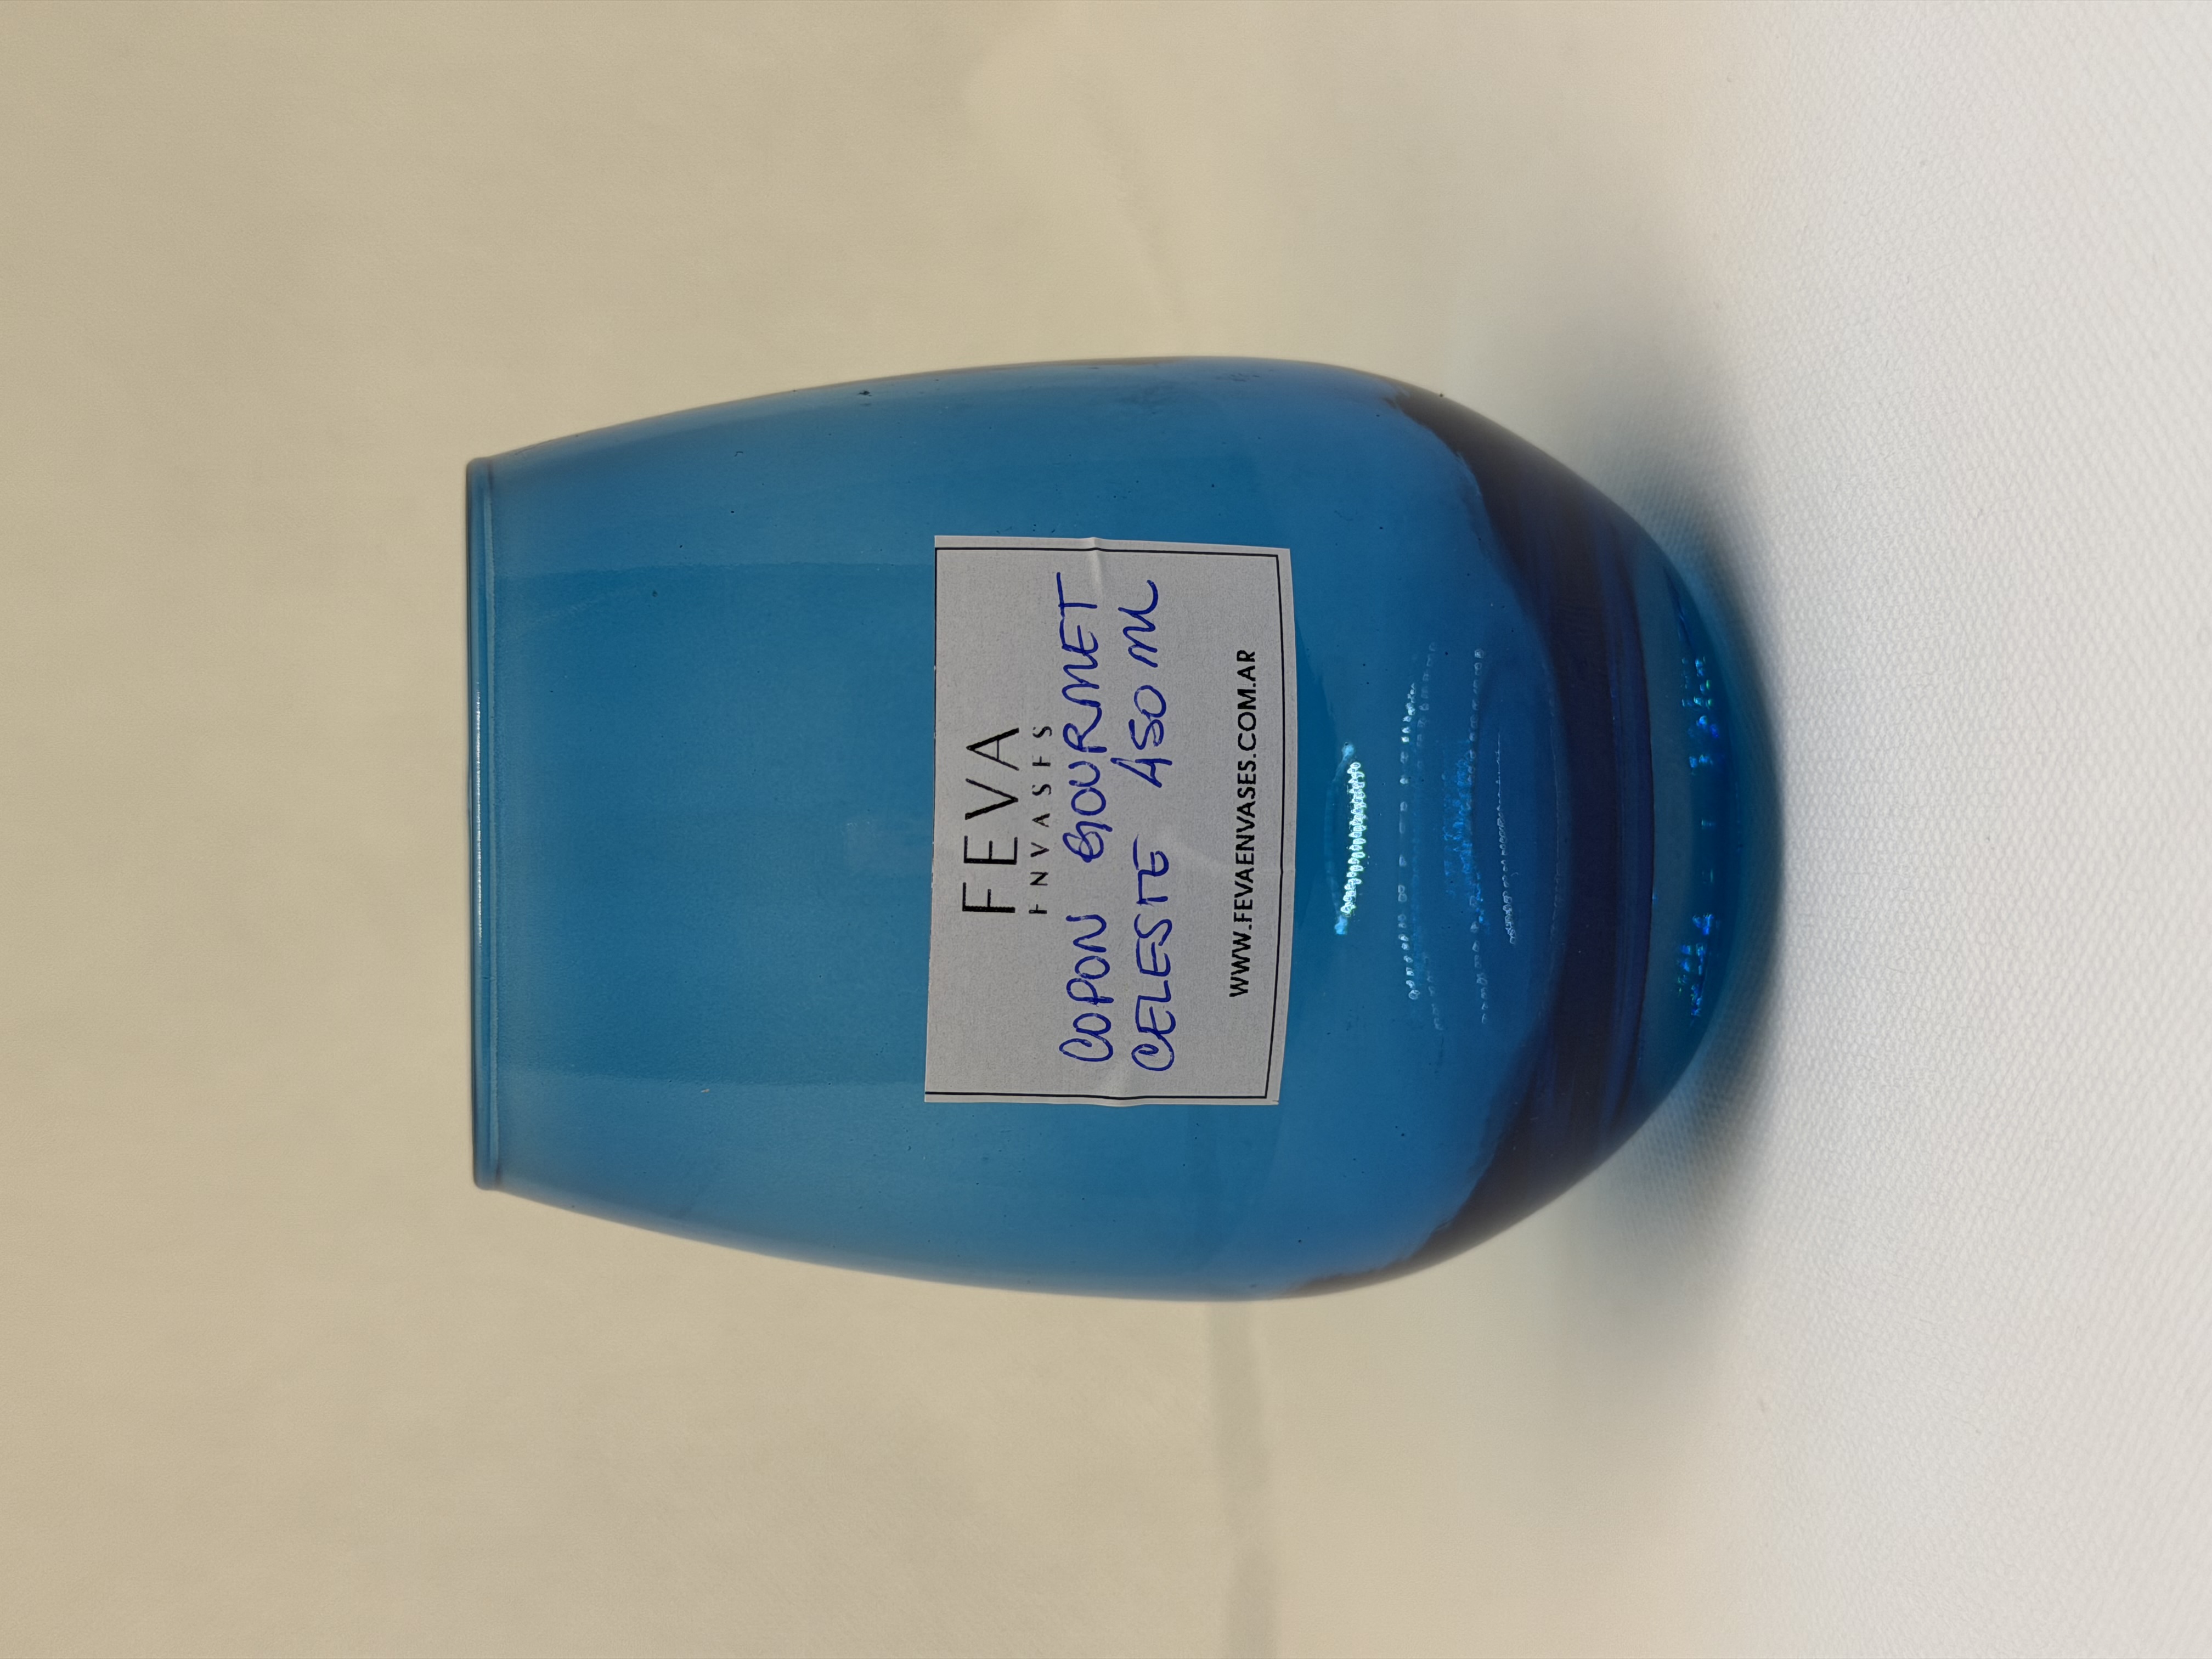 FEVA
ENVASES
COPON GOURMET
CELESTE 450 ml
WWW.FEVAENVASES.COM.AR